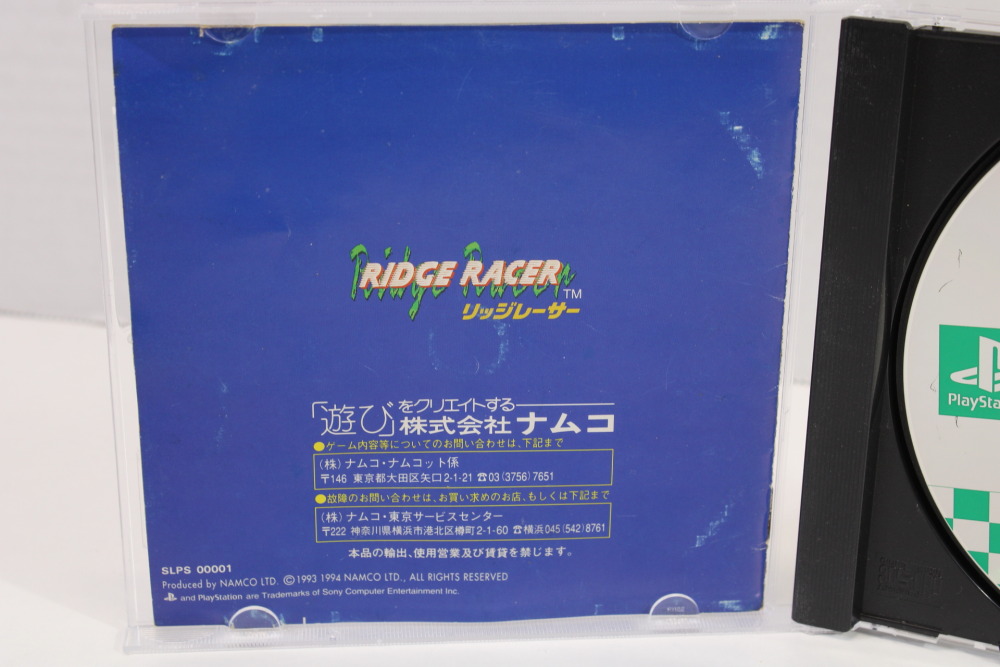 Ridge Racer
RIDGE RACER
TM
リッジレーサー
「遊び」をクリエイトする
株式会社ナムコ
●ゲーム内容等についてのお問い合わせは、下記まで
(株)ナムコ・ナムコット係
〒146 東京都大田区矢口2-1-21 ☎03(3756)7651
●故障のお問い合わせは、お買い求めのお店、もしくは下記まで
(株)ナムコ・東京サービスセンター
〒222 神奈川県横浜市港北区樽町2-1-60 ☎横浜045(542)8761
本品の輸出、使用営業及び賃貸を禁じます。
SLPS 00001
Produced by NAMCO LTD. ©1993 1994 NAMCO LTD., ALL RIGHTS RESERVED
and PlayStation are Trademarks of Sony Computer Entertainment Inc.
PlaySta